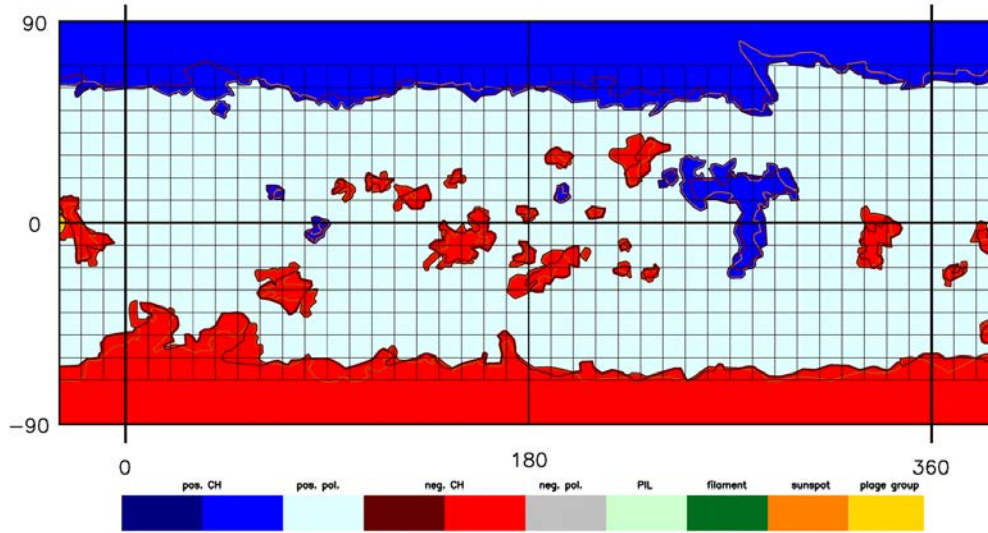 90
0
−90
0 180 360
pos. CH pos. pol. neg. CH neg. pol. PIL filament sunspot plage group